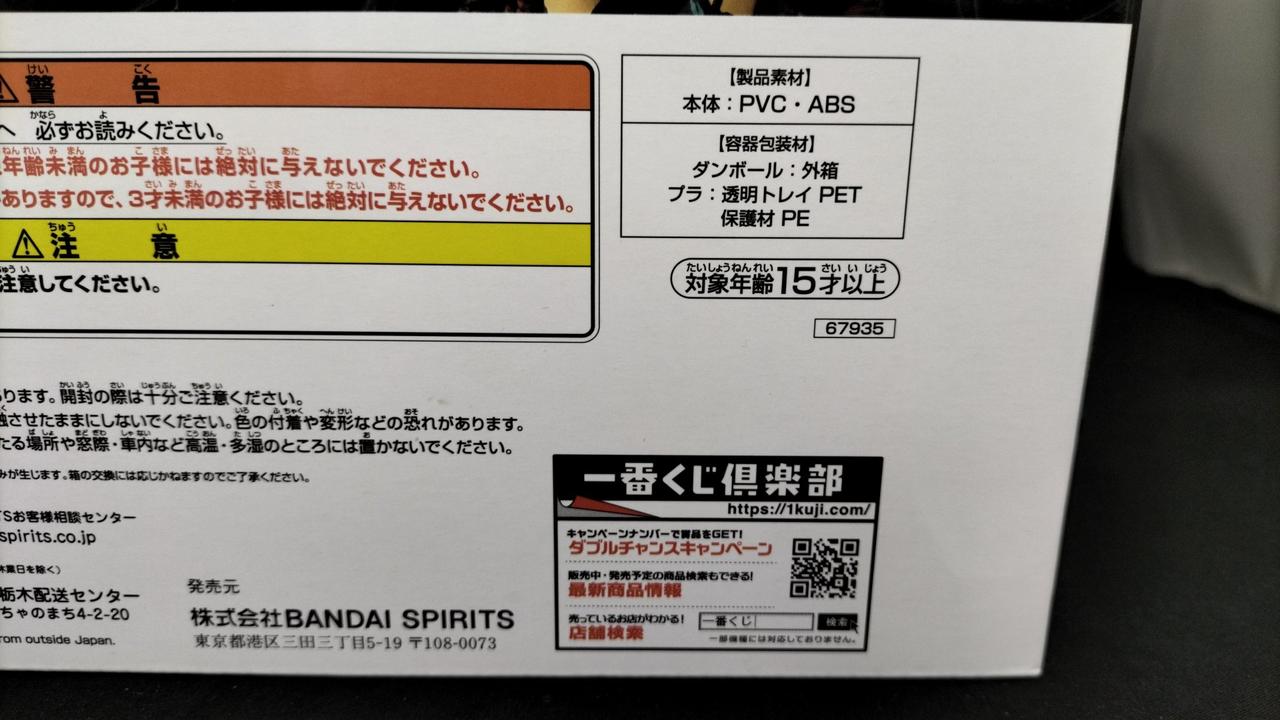 警告
へ 必ずお読みください。
年齢未満のお子様には絶対に与えないでください。
ありますので、3才未満のお子様には絶対に与えないでください。
注意
注意してください。
【製品素材】
本体：PVC・ABS
【容器包装材】
ダンボール：外箱
プラ：透明トレイ PET
保護材 PE
対象年齢15才以上
67935
ります。開封の際は十分ご注意ください。
触させたままにしないでください。色の付着や変形などの恐れがあります。
たる場所や窓際・車内など高温・多湿のところには置かないでください。
みが生じます。箱の交換には応じかねますのでご了承ください。
TSお客様相談センター
spirits.co.jp
休業日を除く）
栃木配送センター
ちゃのまち4-2-20
rom outside Japan.
発売元
株式会社BANDAI SPIRITS
東京都港区三田三丁目5-19 〒108-0073
一番くじ倶楽部
https://1kuji.com/
キャンペーンナンバーで賞品をGET!
ダブルチャンスキャンペーン
販売中・発売予定の商品検索もできる!
最新商品情報
売っているお店がわかる!
店舗検索
一番くじ 検索
一部機種には対応しておりません。